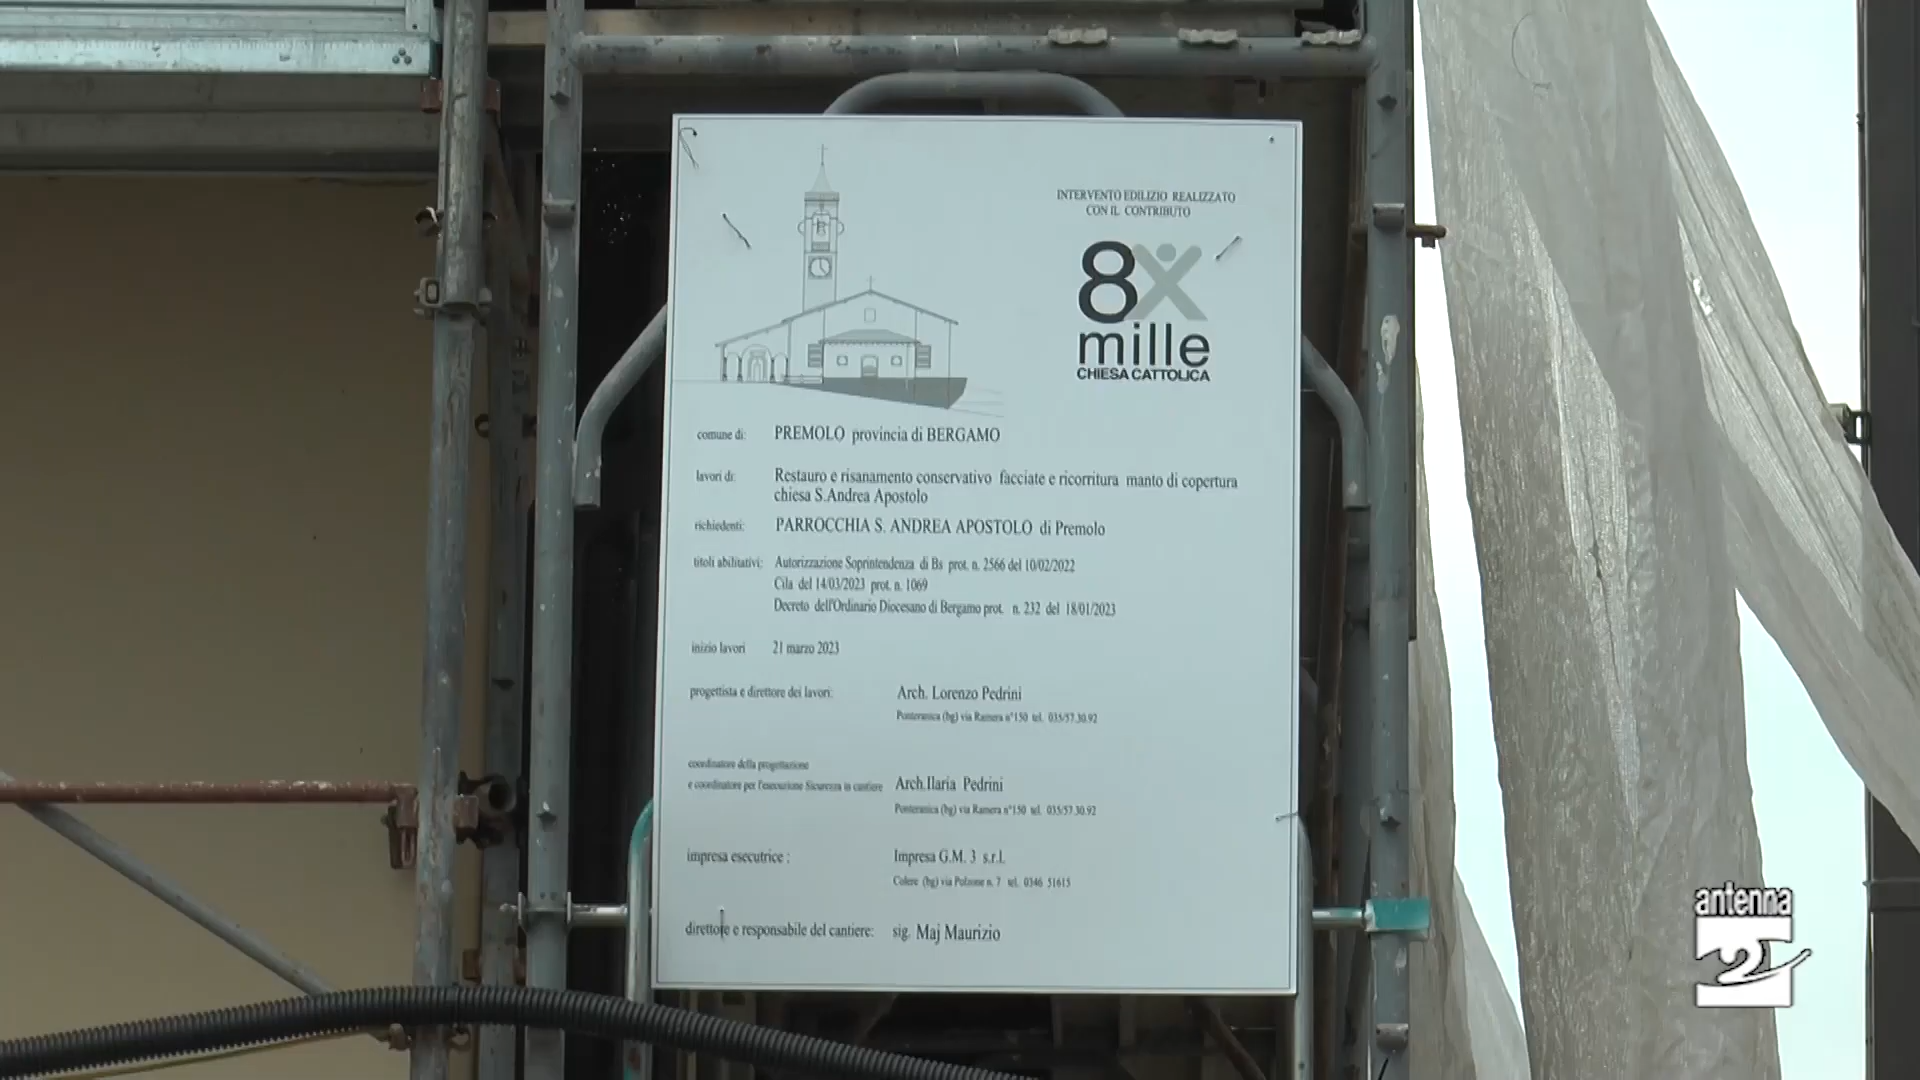 INTERVENTO EDILIZIO REALIZZATO
CON IL CONTRIBUTO
8X
mille
CHIESA CATTOLICA
comune di: PREMOLO provincia di BERGAMO
lavori di: Restauro e risanamento conservativo facciate e ricorritura manto di copertura
chiesa S.Andrea Apostolo
richiedenti: PARROCCHIA S. ANDREA APOSTOLO di Premolo
titoli abilitativi: Autorizzazione Soprintendenza di Bs prot. n. 2566 del 10/02/2022
Cila del 14/03/2023 prot. n. 1069
Decreto dell'Ordinario Diocesano di Bergamo prot. n. 232 del 18/01/2023
inizio lavori 21 marzo 2023
progettista e direttore dei lavori: Arch. Lorenzo Pedrini
Ponteranica (bg) via Ramera n°150 tel. 035/57.30.92
coordinatore della progettazione
e coordinatore per l'esecuzione Sicurezza in cantiere Arch.Ilaria Pedrini
Ponteranica (bg) via Ramera n°150 tel. 035/57.30.92
impresa esecutrice : Impresa G.M. 3 s.r.l.
Colere (bg) via Polzone n. 7 tel. 0346 51615
direttore e responsabile del cantiere: sig. Maj Maurizio
antenna
2